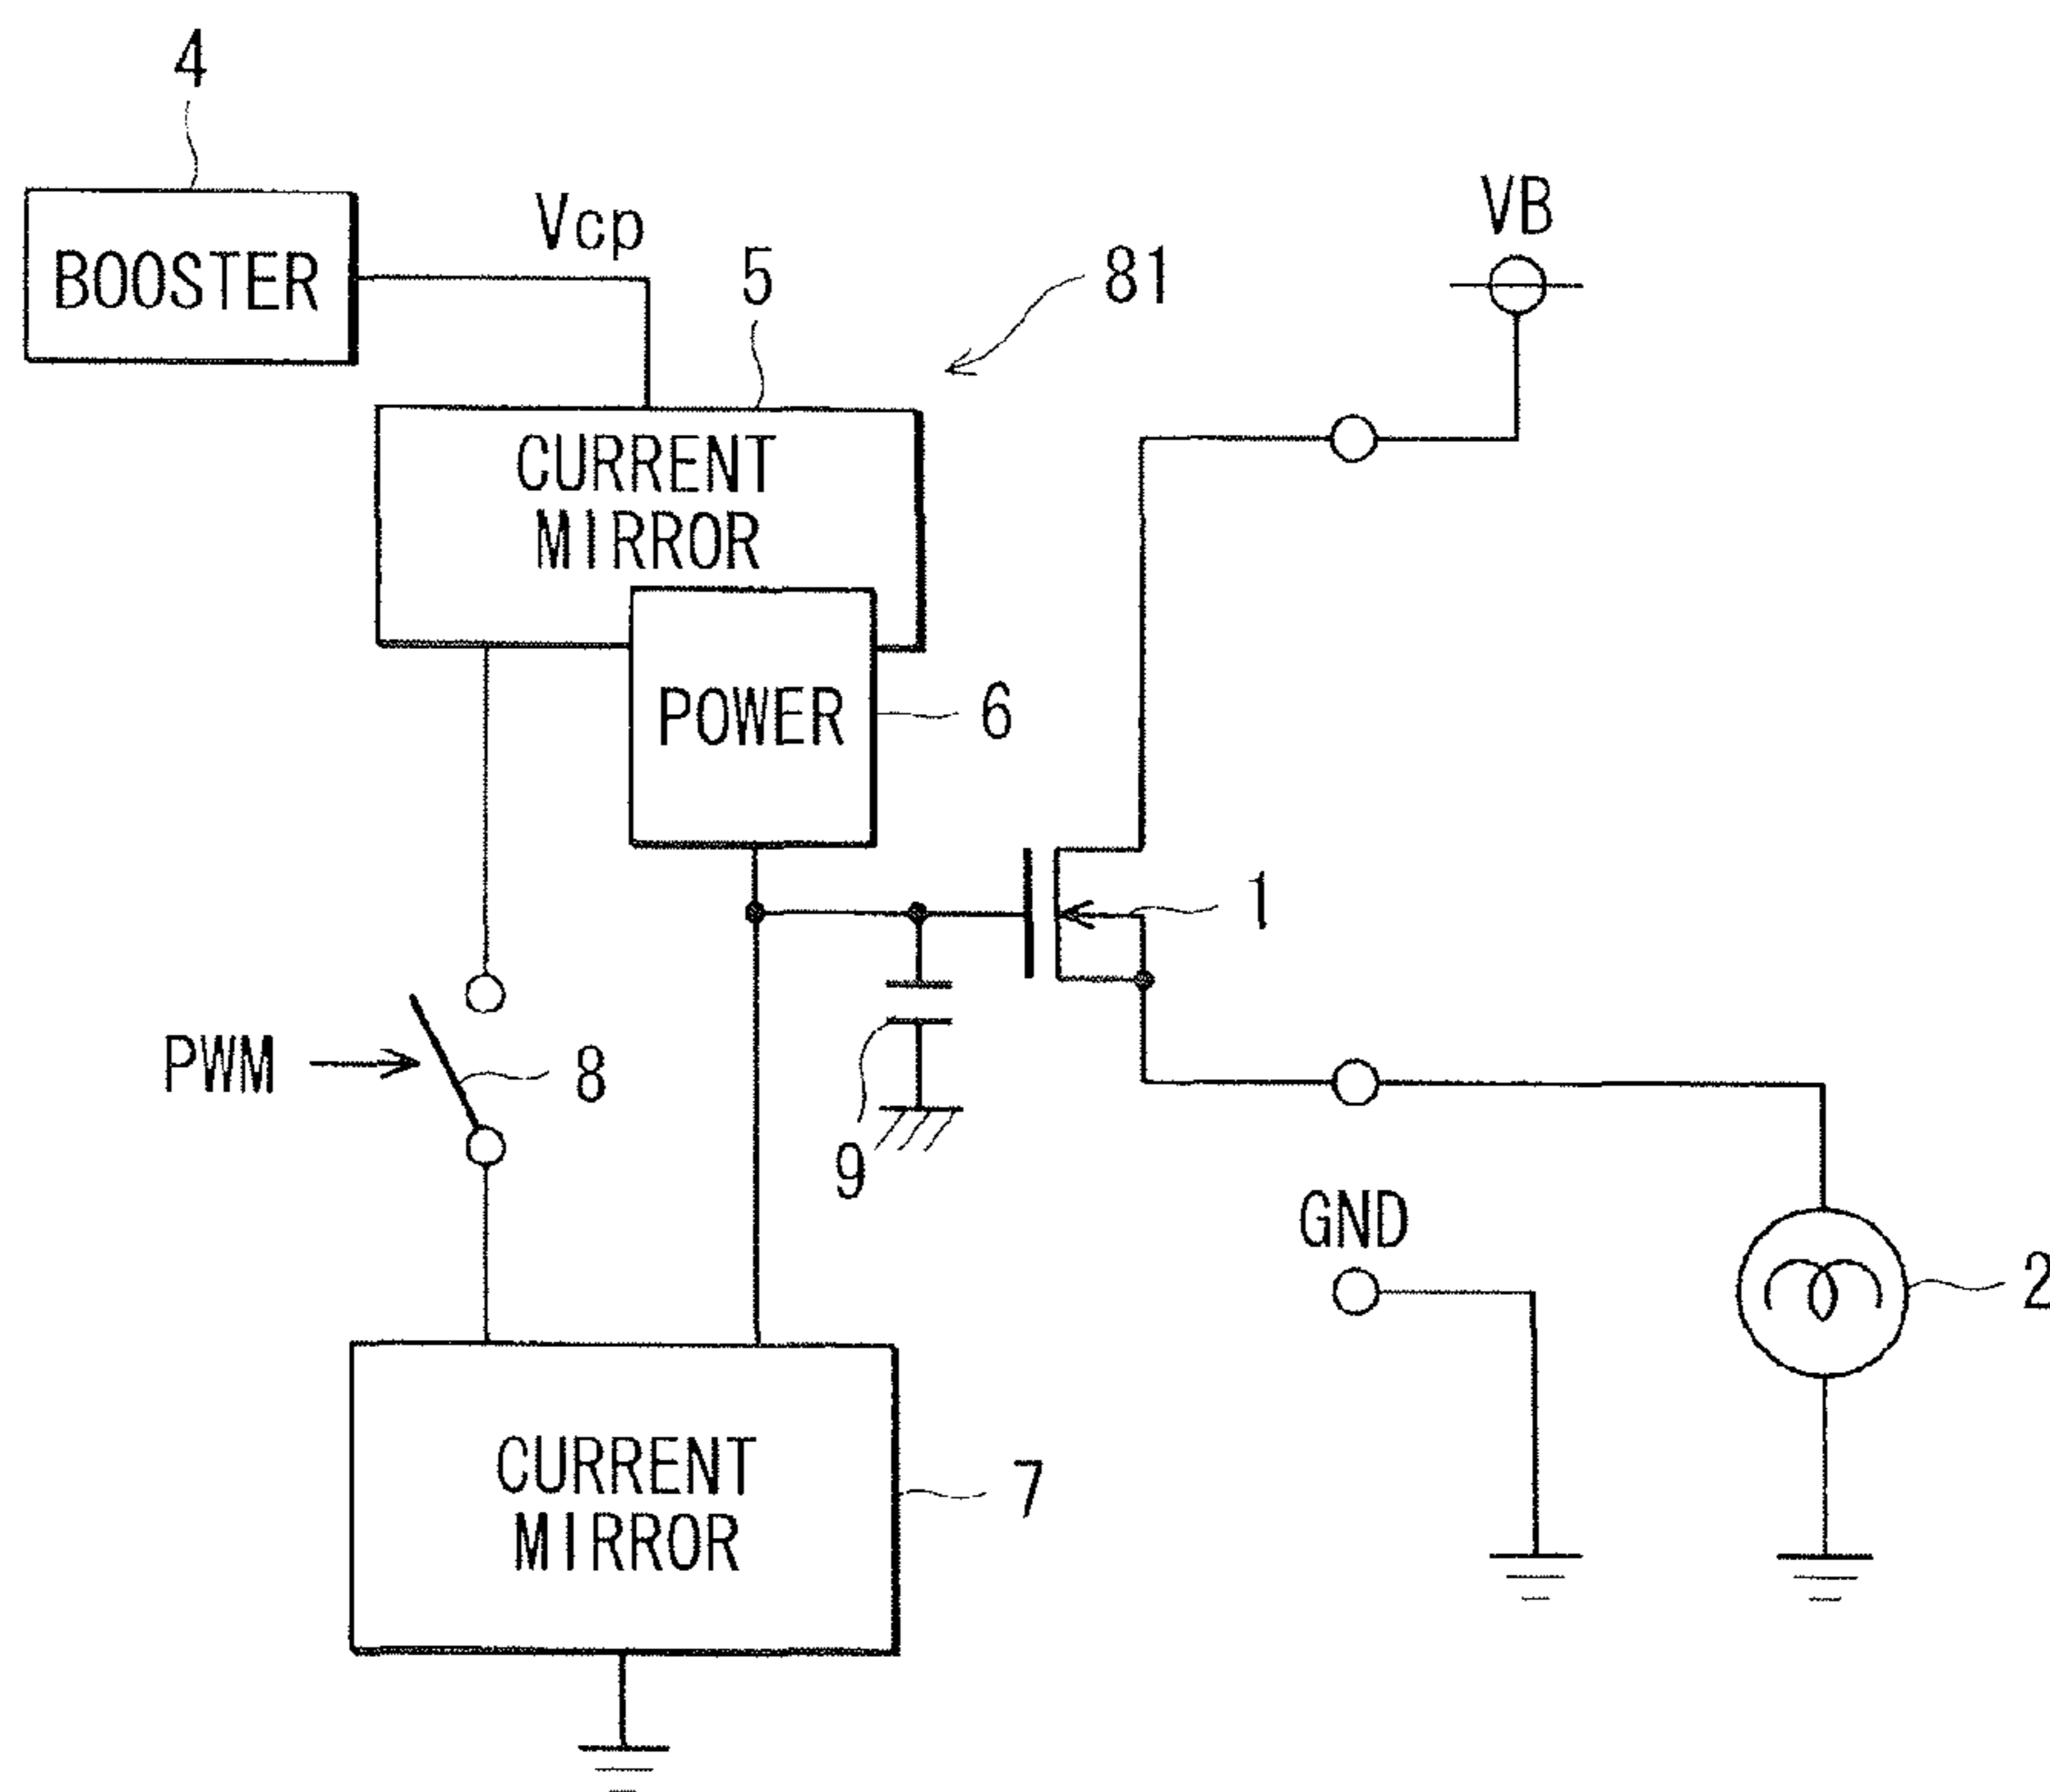 4
BOOSTER
Vcp
5
81
VB
CURRENT
MIRROR
POWER
6
1
PWM
8
9
GND
2
CURRENT
MIRROR
7